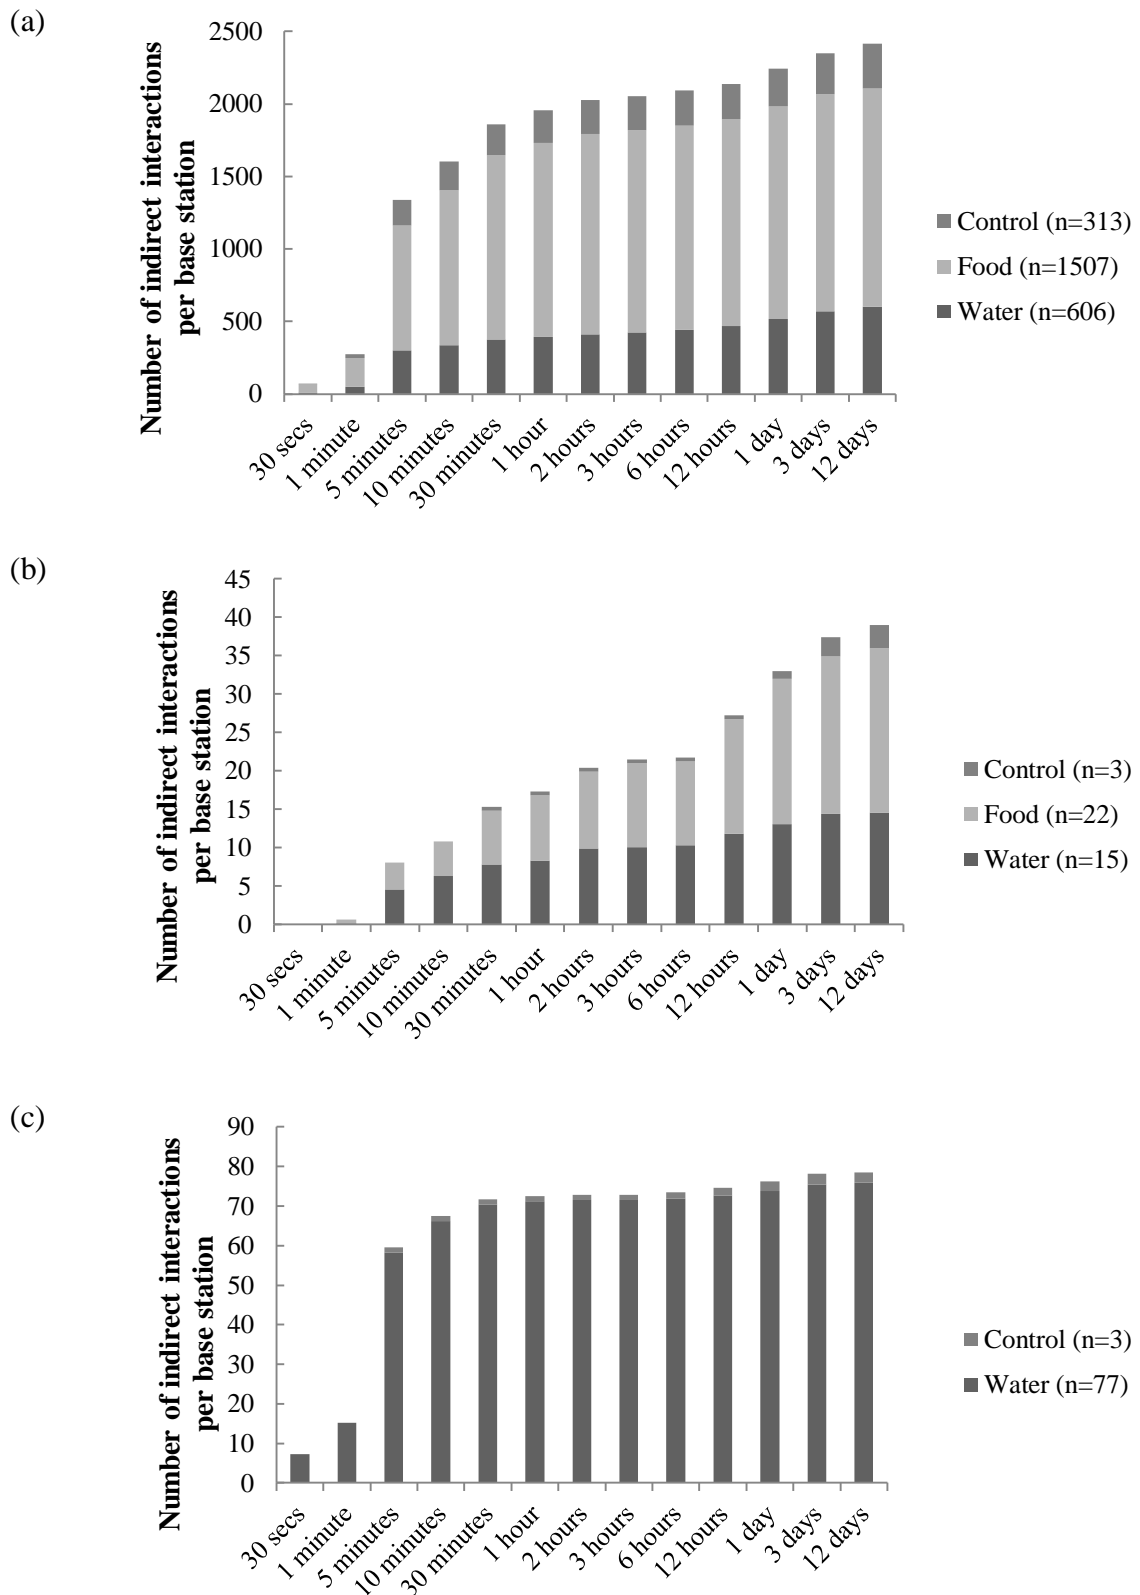 (a)
Number of indirect interactions
per base station
2500
2000
1500
1000
500
0
30 secs
1 minute
5 minutes
10 minutes
30 minutes
1 hour
2 hours
3 hours
6 hours
12 hours
1 day
3 days
12 days
Control (n=313)
Food (n=1507)
Water (n=606)
(b)
Number of indirect interactions
per base station
45
40
35
30
25
20
15
10
5
0
30 secs
1 minute
5 minutes
10 minutes
30 minutes
1 hour
2 hours
3 hours
6 hours
12 hours
1 day
3 days
12 days
Control (n=3)
Food (n=22)
Water (n=15)
(c)
Number of indirect interactions
per base station
90
80
70
60
50
40
30
20
10
0
30 secs
1 minute
5 minutes
10 minutes
30 minutes
1 hour
2 hours
3 hours
6 hours
12 hours
1 day
3 days
12 days
Control (n=3)
Water (n=77)